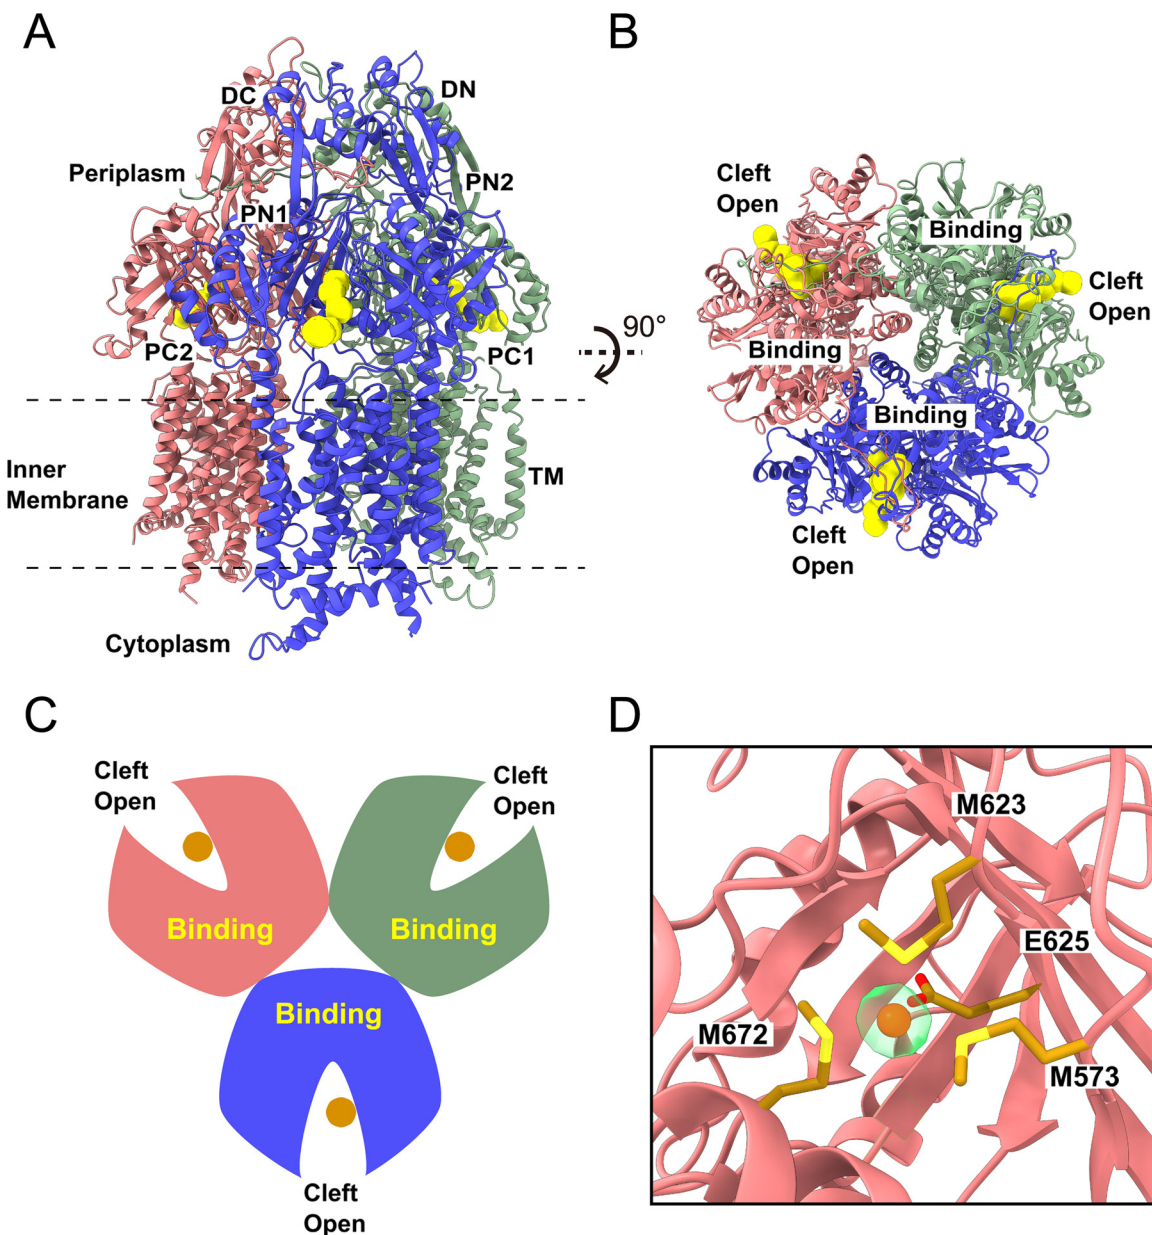 A
DC
DN
Periplasm
PN2
PN1
PC2
PC1
Inner
Membrane
TM
Cytoplasm
90°
B
Cleft
Open
Binding
Cleft
Open
Binding
Binding
Cleft
Open
C
Cleft
Open
Cleft
Open
Binding
Binding
Binding
Cleft
Open
D
M623
E625
M672
M573